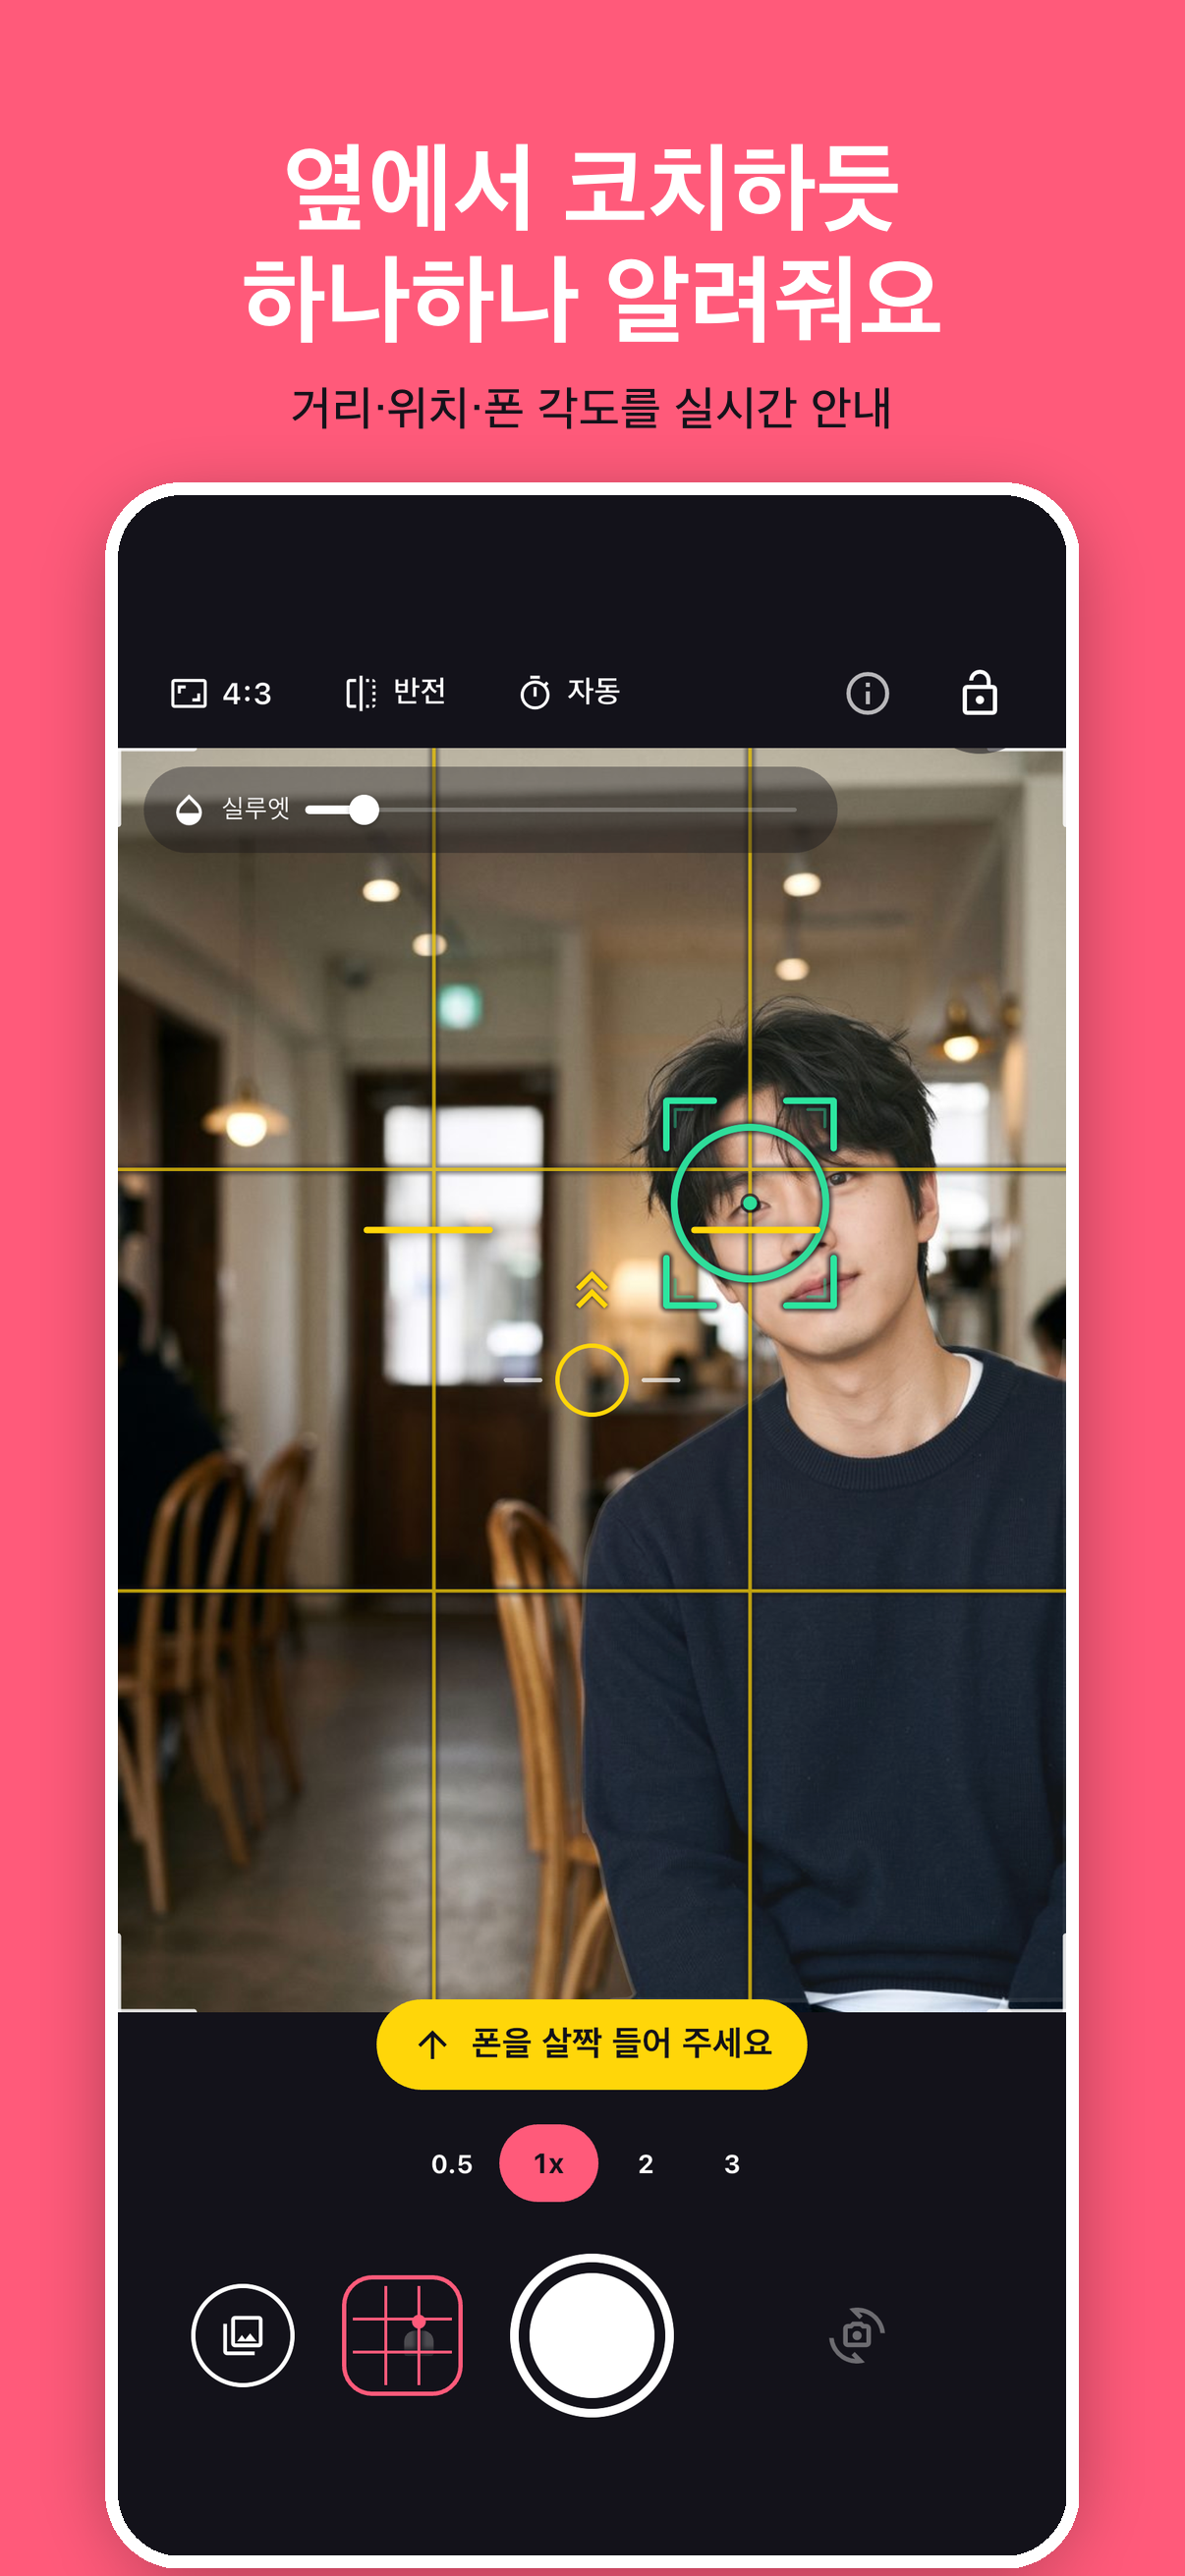 옆에서 코치하듯
하나하나 알려줘요
거리·위치·폰 각도를 실시간 안내
4:3 반전 자동
실루엣
폰을 살짝 들어 주세요
0.5 1x 2 3